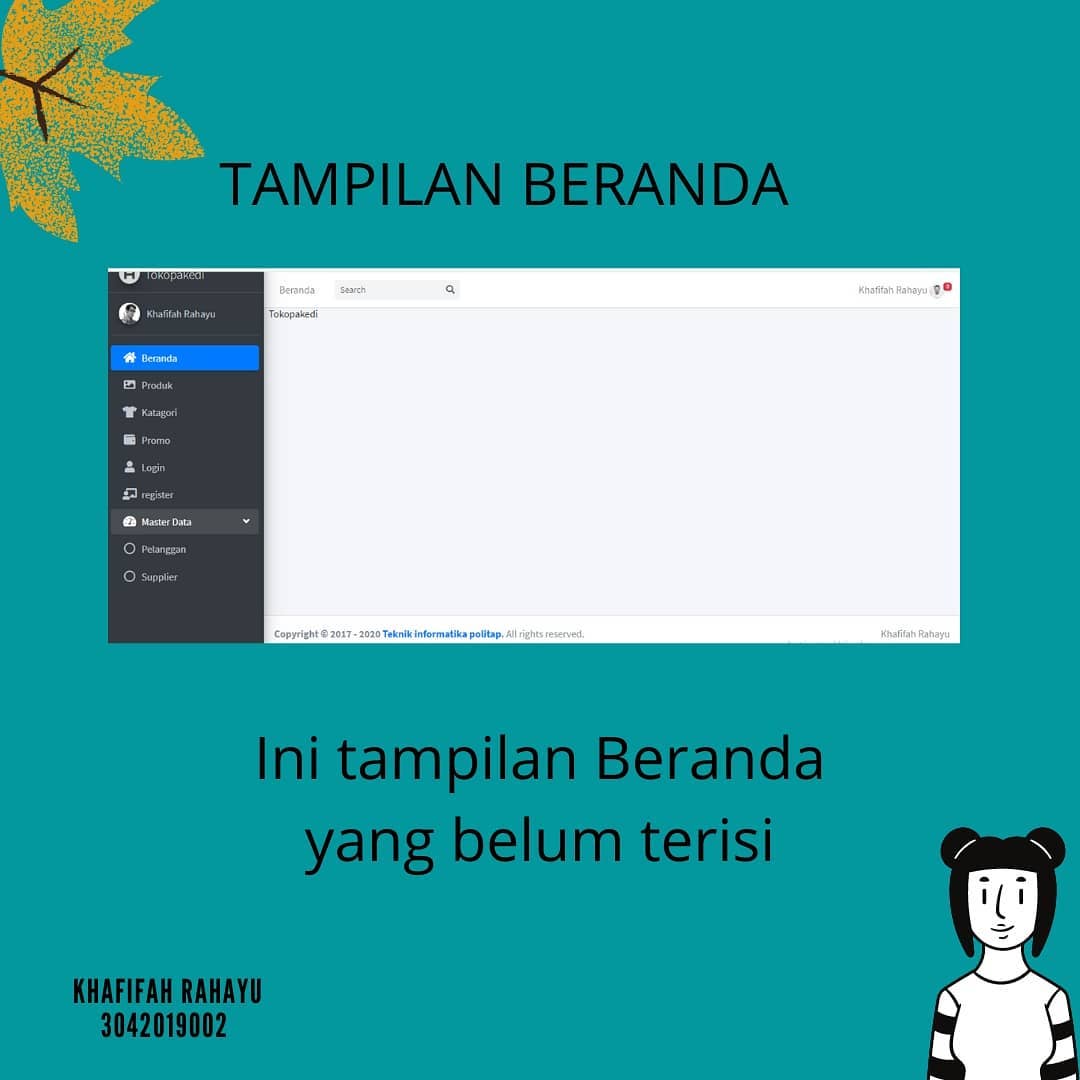 TAMPILAN BERANDA
Tokopakedi
Beranda
Search
Khafifah Rahayu
Khafifah Rahayu
Tokopakedi
Beranda
Produk
Katagori
Promo
Login
register
Master Data
Pelanggan
Supplier
Copyright © 2017 - 2020 Teknik informatika politap. All rights reserved.
Khafifah Rahayu
Ini tampilan Beranda
yang belum terisi
KHAFIFAH RAHAYU
3042019002